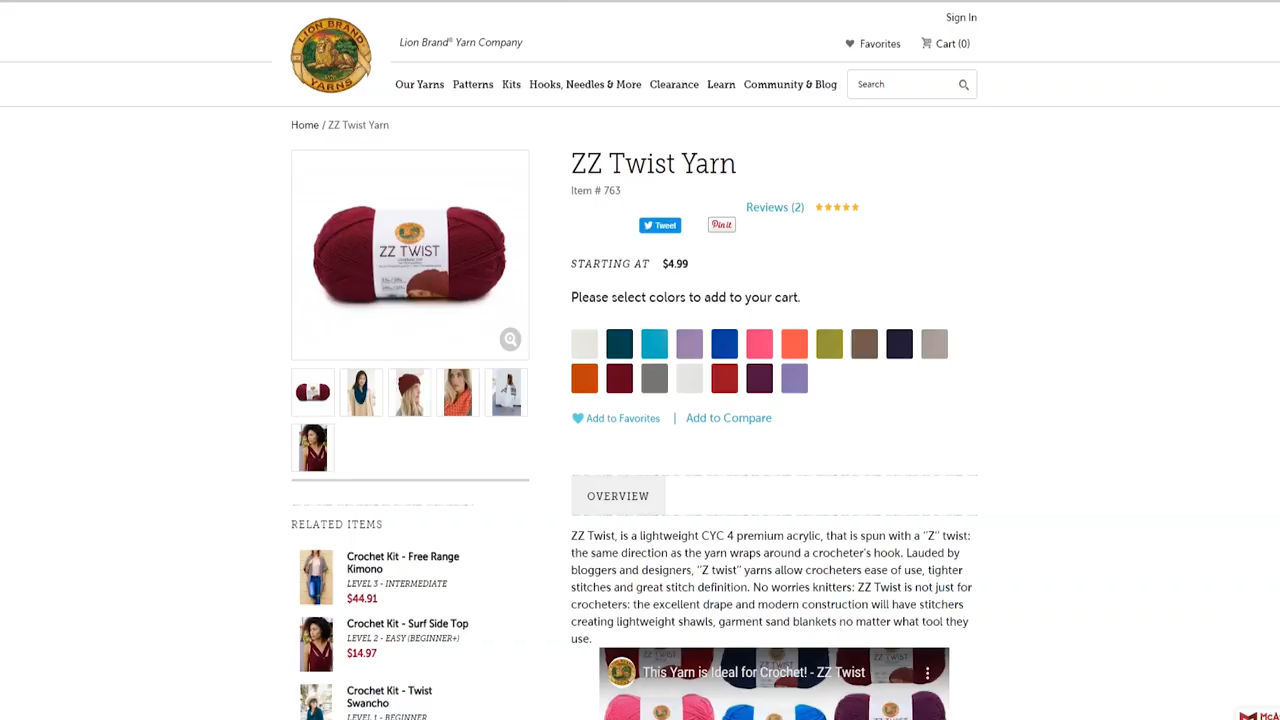 Sign In
LION BRAND
YARNS
Lion Brand® Yarn Company
Favorites
Cart (0)
Our Yarns
Patterns
Kits
Hooks, Needles & More
Clearance
Learn
Community & Blog
Search
Home / ZZ Twist Yarn
ZZ Twist Yarn
Item # 763
Reviews (2)
Tweet
Pin it
ZZ TWIST
STARTING AT $4.99
Please select colors to add to your cart.
Add to Favorites | Add to Compare
OVERVIEW
RELATED ITEMS
ZZ Twist, is a lightweight CYC 4 premium acrylic, that is spun with a "Z" twist:
the same direction as the yarn wraps around a crocheter's hook. Lauded by
bloggers and designers, "Z twist" yarns allow crocheters ease of use, tighter
stitches and great stitch definition. No worries knitters: ZZ Twist is not just for
crocheters: the excellent drape and modern construction will have stitchers
creating lightweight shawls, garment sand blankets no matter what tool they
use.
Crochet Kit - Free Range
Kimono
LEVEL 3 - INTERMEDIATE
$44.91
Crochet Kit - Surf Side Top
LEVEL 2 - EASY (BEGINNER+)
$14.97
Crochet Kit - Twist
Swancho
LEVEL 1 - BEGINNER
This Yarn is Ideal for Crochet! - ZZ Twist